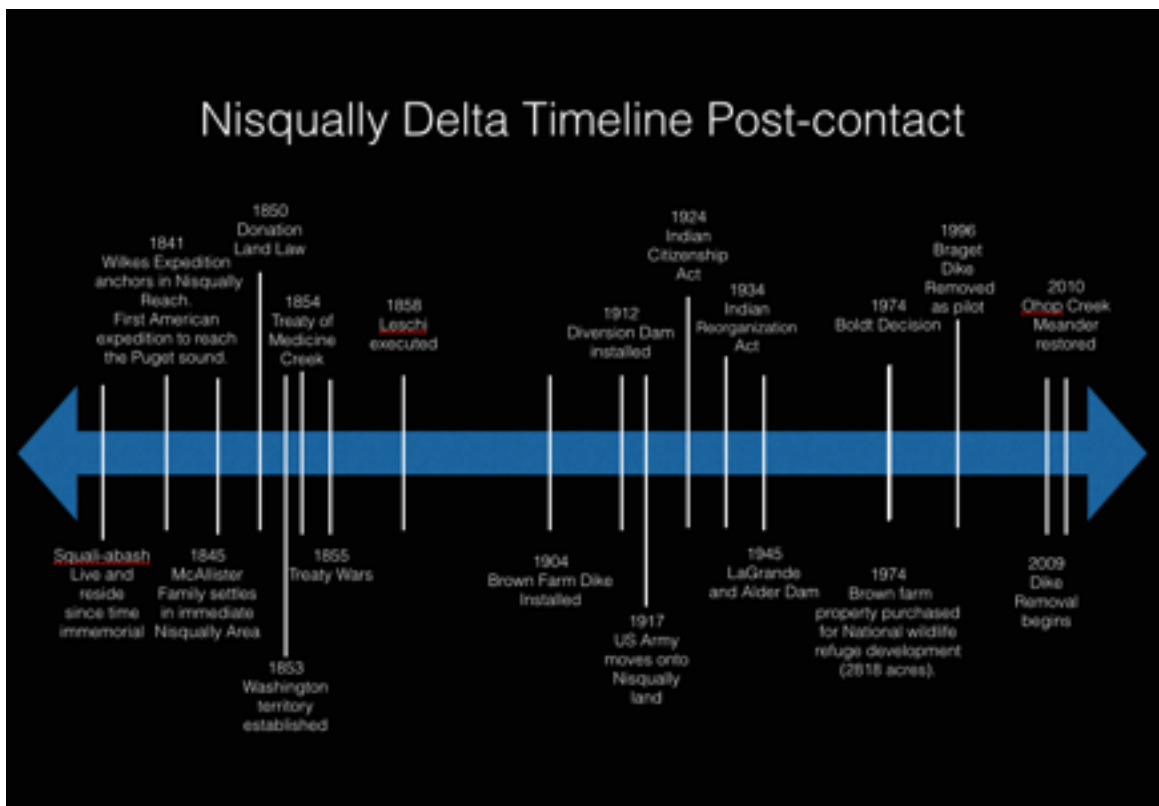 Nisqually Delta Timeline Post-contact
Squali-abash
Live and
reside
since time
immemorial
1841
Wilkes Expedition
anchors in Nisqually
Reach.
First American
expedition to reach
the Puget sound.
1845
McAllister
Family settles
in immediate
Nisqually Area
1850
Donation
Land Law
1853
Washington
territory
established
1854
Treaty of
Medicine
Creek
1855
Treaty Wars
1858
Leschi
executed
1904
Brown Farm Dike
Installed
1912
Diversion Dam
installed
1917
US Army
moves onto
Nisqually
land
1924
Indian
Citizenship
Act
1934
Indian
Reorganization
Act
1945
LaGrande
and Alder Dam
1974
Boldt Decision
1974
Brown farm
property purchased
for National wildlife
refuge development
(2818 acres).
1996
Braget
Dike
Removed
as pilot
2009
Dike
Removal
begins
2010
Ohop Creek
Meander
restored